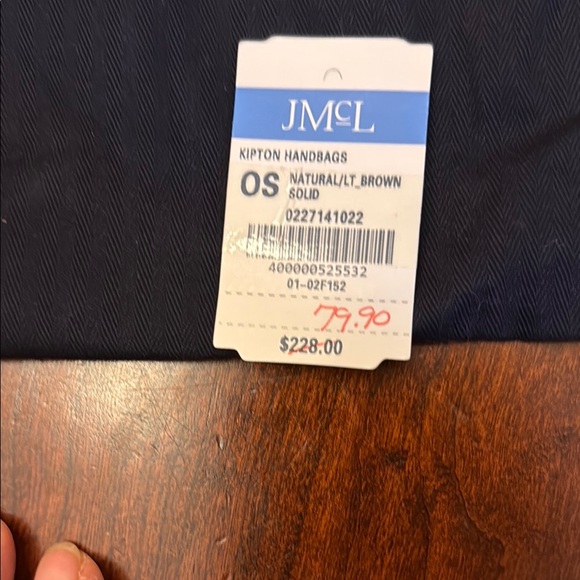 JMcL
KIPTON HANDBAGS
OS NATURAL/LT_BROWN
SOLID
0227141022
400000525532
01-02F152
79.90
$228.00